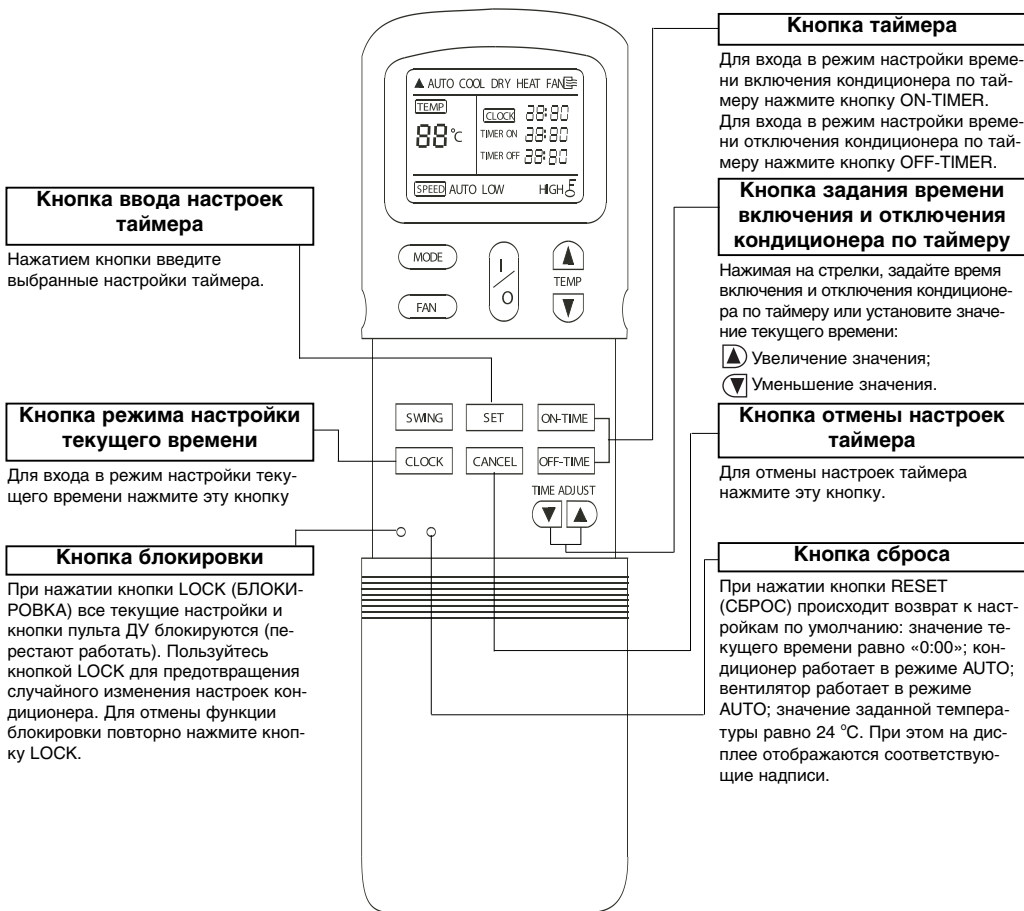 Кнопка таймера
Для входа в режим настройки време-
ни включения кондиционера по тай-
меру нажмите кнопку ON-TIMER.
Для входа в режим настройки време-
ни отключения кондиционера по тай-
меру нажмите кнопку OFF-TIMER.
Кнопка задания времени
включения и отключения
кондиционера по таймеру
Нажимая на стрелки, задайте время
включения и отключения кондиционе-
ра по таймеру или установите значе-
ние текущего времени:
▲ Увеличение значения;
▼ Уменьшение значения.
Кнопка отмены настроек
таймера
Для отмены настроек таймера
нажмите эту кнопку.
Кнопка сброса
При нажатии кнопки RESET
(СБРОС) происходит возврат к наст-
ройкам по умолчанию: значение те-
кущего времени равно «0:00»; кон-
диционер работает в режиме AUTO;
вентилятор работает в режиме
AUTO; значение заданной темпера-
туры равно 24 °C. При этом на дис-
плее отображаются соответствую-
щие надписи.
Кнопка ввода настроек
таймера
Нажатием кнопки введите
выбранные настройки таймера.
Кнопка режима настройки
текущего времени
Для входа в режим настройки теку-
щего времени нажмите эту кнопку
Кнопка блокировки
При нажатии кнопки LOCK (БЛОКИ-
РОВКА) все текущие настройки и
кнопки пульта ДУ блокируются (пе-
рестают работать). Пользуйтесь
кнопкой LOCK для предотвращения
случайного изменения настроек кон-
диционера. Для отмены функции
блокировки повторно нажмите кноп-
ку LOCK.
▲ AUTO COOL DRY HEAT FAN
TEMP
88°C
CLOCK 38:80
TIMER ON 38:80
TIMER OFF 38:80
SPEED AUTO LOW HIGH
MODE
I/O
TEMP
FAN
SWING SET ON-TIME
CLOCK CANCEL OFF-TIME
TIME ADJUST